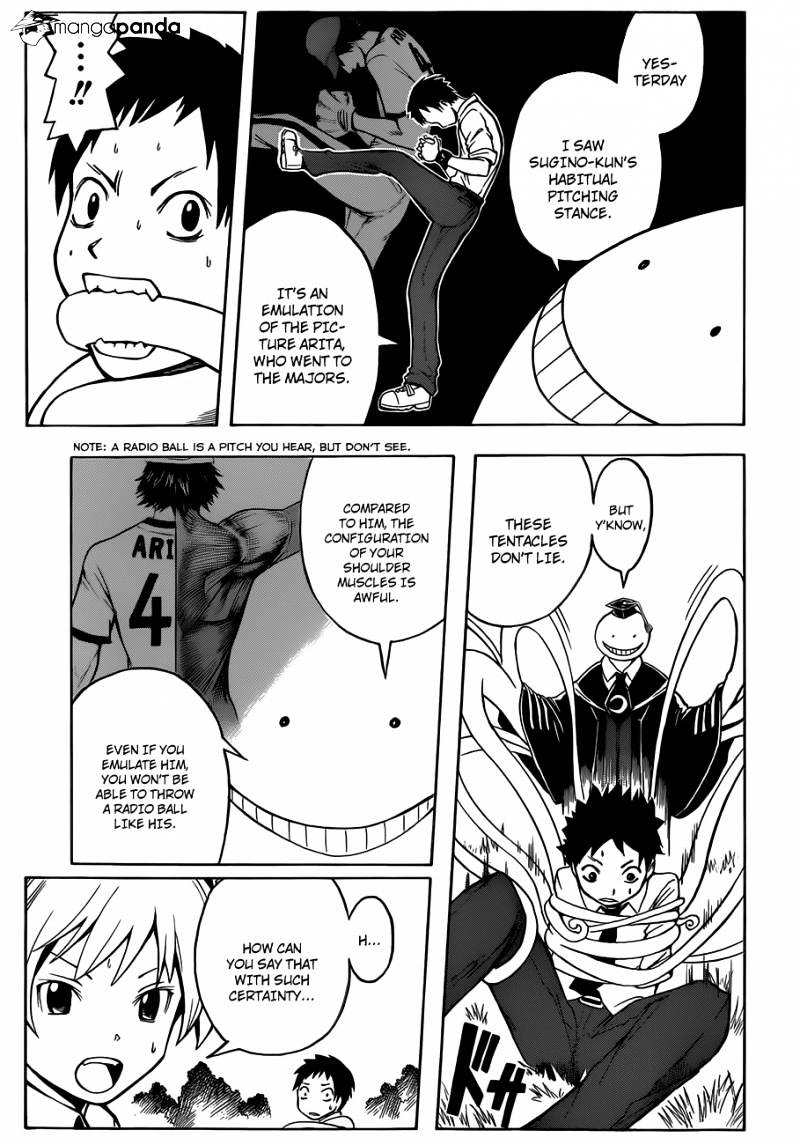 mangapanda
YES-
TERDAY
I SAW
SUGINO-KUN'S
HABITUAL
PITCHING
STANCE.
IT'S AN
EMULATION
OF THE PIC-
TURE ARITA,
WHO WENT TO
THE MAJORS.
...!!
NOTE: A RADIO BALL IS A PITCH YOU HEAR, BUT DON'T SEE.
BUT
Y'KNOW,
THESE
TENTACLES
DON'T LIE.
ドサ
COMPARED
TO HIM, THE
CONFIGURATION
OF YOUR
SHOULDER
MUSCLES IS
AWFUL.
ARI
4
EVEN IF YOU
EMULATE HIM,
YOU WON'T BE
ABLE TO THROW
A RADIO BALL
LIKE HIS.
H...
HOW CAN
YOU SAY THAT
WITH SUCH
CERTAINTY...